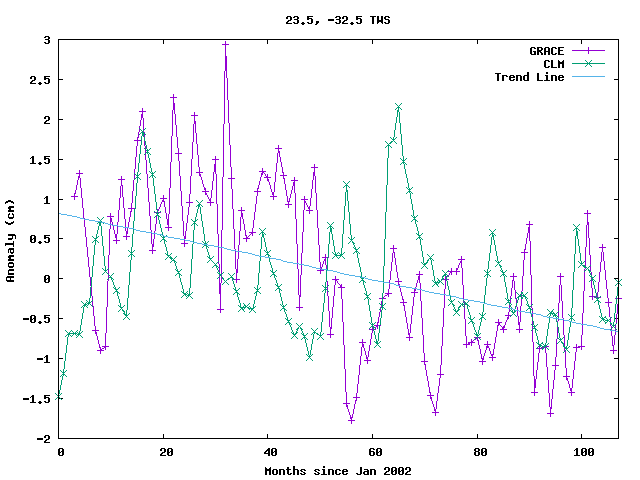 23.5, -32.5 TWS
GRACE
CLM
Trend Line
3
2.5
2
1.5
1
0.5
0
-0.5
-1
-1.5
-2
Anomaly (cm)
0 20 40 60 80 100
Months since Jan 2002